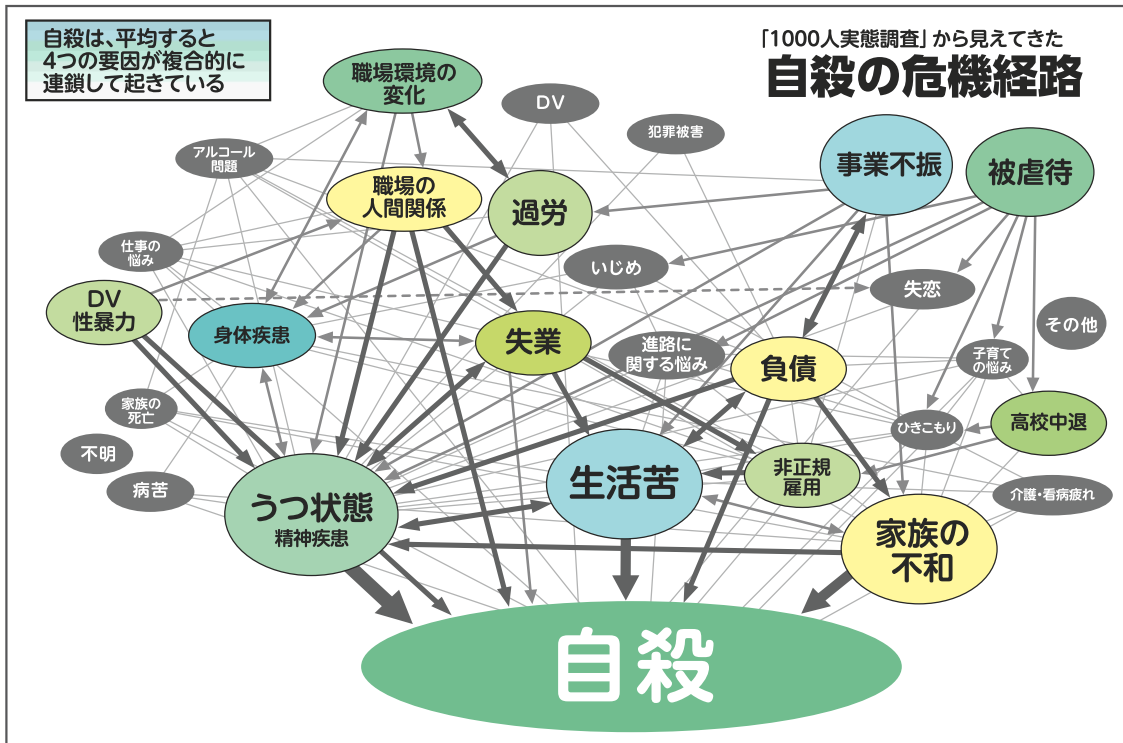 自殺は、平均すると
4つの要因が複合的に
連鎖して起きている
「1000人実態調査」から見えてきた
自殺の危機経路
職場環境の
変化
DV
犯罪被害
アルコール
問題
事業不振
被虐待
職場の
人間関係
過労
仕事の
悩み
いじめ
失恋
DV
性暴力
その他
身体疾患
失業
進路に
関する悩み
負債
子育て
の悩み
家族の
死亡
ひきこもり
高校中退
不明
病苦
うつ状態
精神疾患
生活苦
非正規
雇用
介護・看病疲れ
家族の
不和
自殺